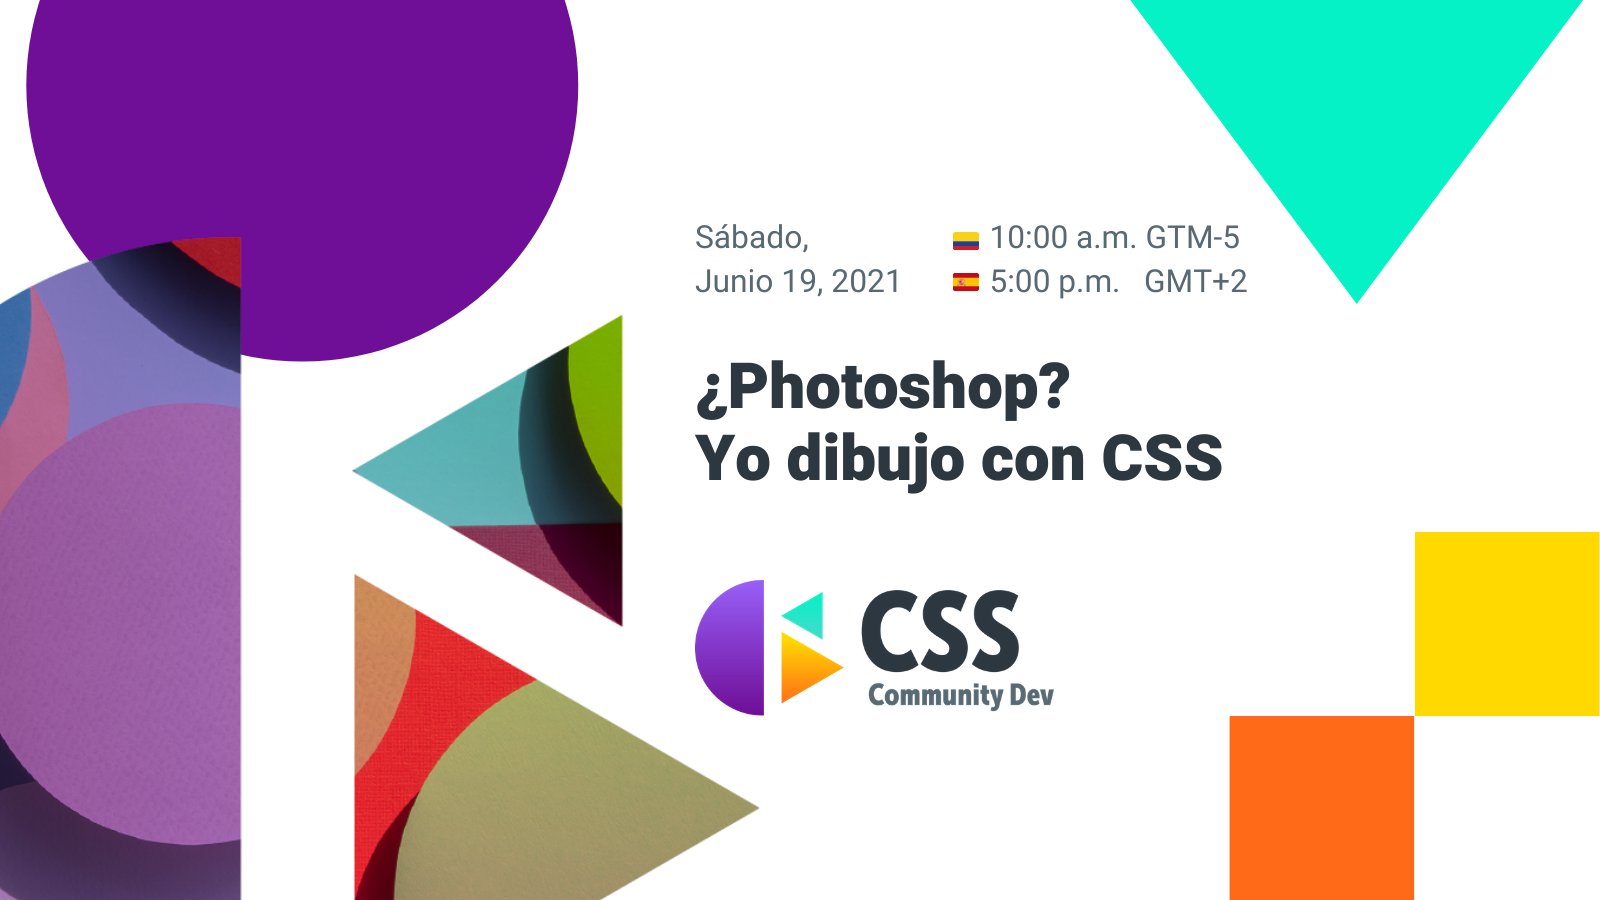 Sábado,
Junio 19, 2021
10:00 a.m. GTM-5
5:00 p.m. GMT+2
¿Photoshop?
Yo dibujo con CSS
CSS
Community Dev